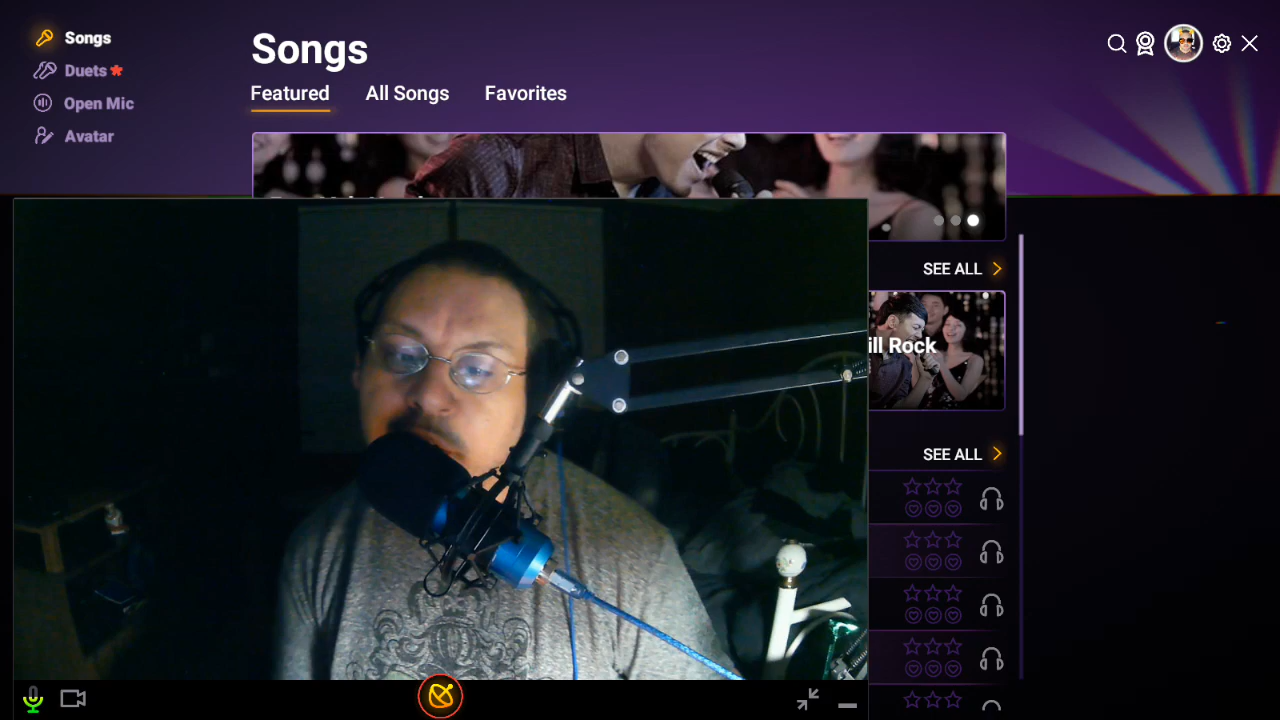 Songs
Duets *
Open Mic
Avatar
Songs
Featured All Songs Favorites
SEE ALL
ill Rock
SEE ALL